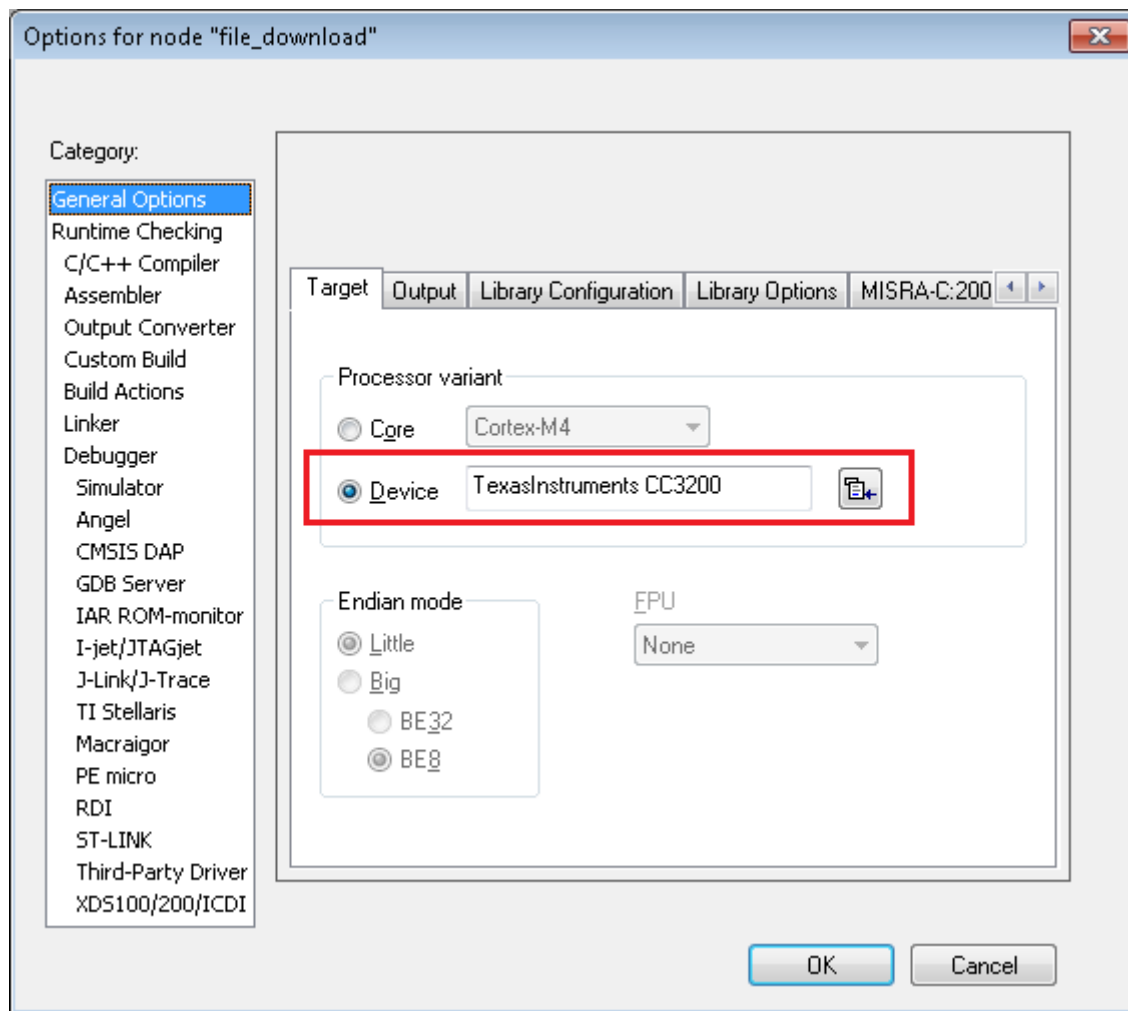 Options for node "file_download"
Category:
General Options
Runtime Checking
C/C++ Compiler
Assembler
Output Converter
Custom Build
Build Actions
Linker
Debugger
Simulator
Angel
CMSIS DAP
GDB Server
IAR ROM-monitor
I-jet/JTAGjet
J-Link/J-Trace
TI Stellaris
Macraigor
PE micro
RDI
ST-LINK
Third-Party Driver
XDS100/200/ICDI
Target Output Library Configuration Library Options MISRA-C:200
Processor variant
Core Cortex-M4
Device TexasInstruments CC3200
Endian mode
Little
Big
BE32
BE8
FPU
None
OK Cancel